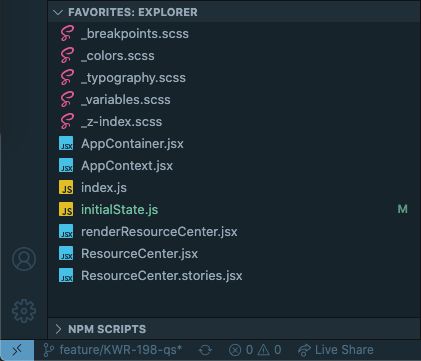 FAVORITES: EXPLORER
_breakpoints.scss
_colors.scss
_typography.scss
_variables.scss
_z-index.scss
JSX AppContainer.jsx
JSX AppContext.jsx
JS index.js
JS initialState.js M
JSX renderResourceCenter.jsx
JSX ResourceCenter.jsx
JSX ResourceCenter.stories.jsx
NPM SCRIPTS
feature/KWR-198-qs* 0 0 Live Share